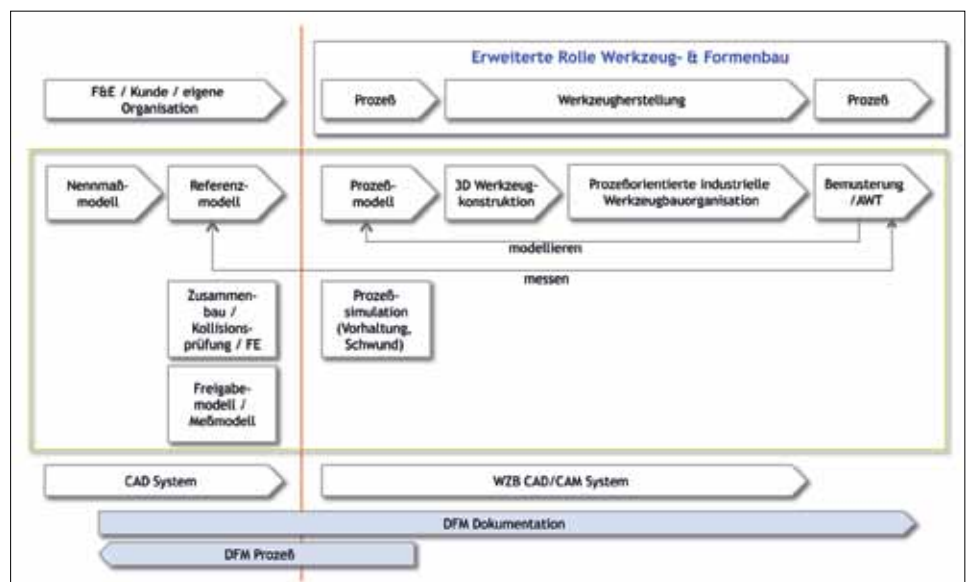 Erweiterte Rolle Werkzeug- & Formenbau
F&E / Kunde / eigene
Organisation
Prozeß
Werkzeugherstellung
Prozeß
Nennmaß-
modell
Referenz-
modell
Prozeß-
modell
3D Werkzeug-
konstruktion
Prozeßorientierte industrielle
Werkzeugbauorganisation
Bemusterung
/AWT
modellieren
messen
Zusammen-
bau /
Kollisions-
prüfung / FE
Prozeß-
simulation
(Vorhaltung,
Schwund)
Freigabe-
modell /
Meßmodell
CAD System
WZB CAD/CAM System
DFM Dokumentation
DFM Prozeß